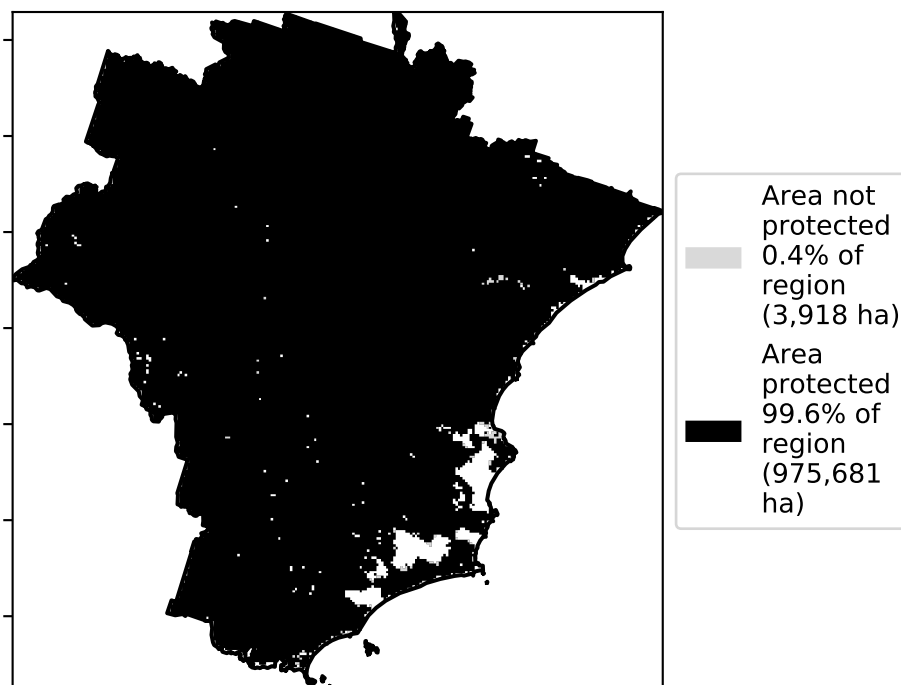 Area not
protected
0.4% of
region
(3,918 ha)
Area
protected
99.6% of
region
(975,681
ha)